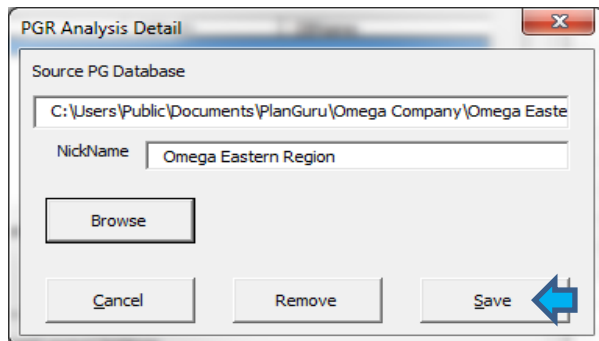 PGR Analysis Detail
Source PG Database
C:\Users\Public\Documents\PlanGuru\Omega Company\Omega Easte
NickName Omega Eastern Region
Browse
Cancel Remove Save